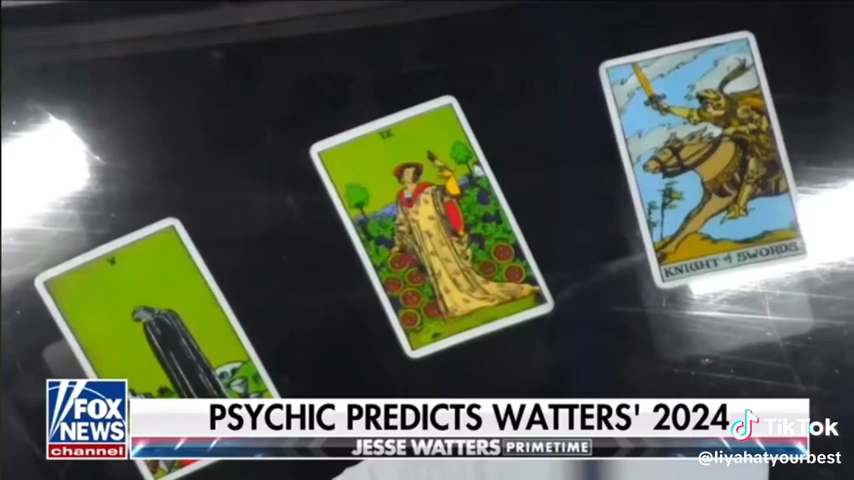 V
IX
KNIGHT of SWORDS.
FOX
NEWS
channel
PSYCHIC PREDICTS WATTERS' 2024
JESSE WATTERS PRIMETIME
TikTok
@liyahatyourbest